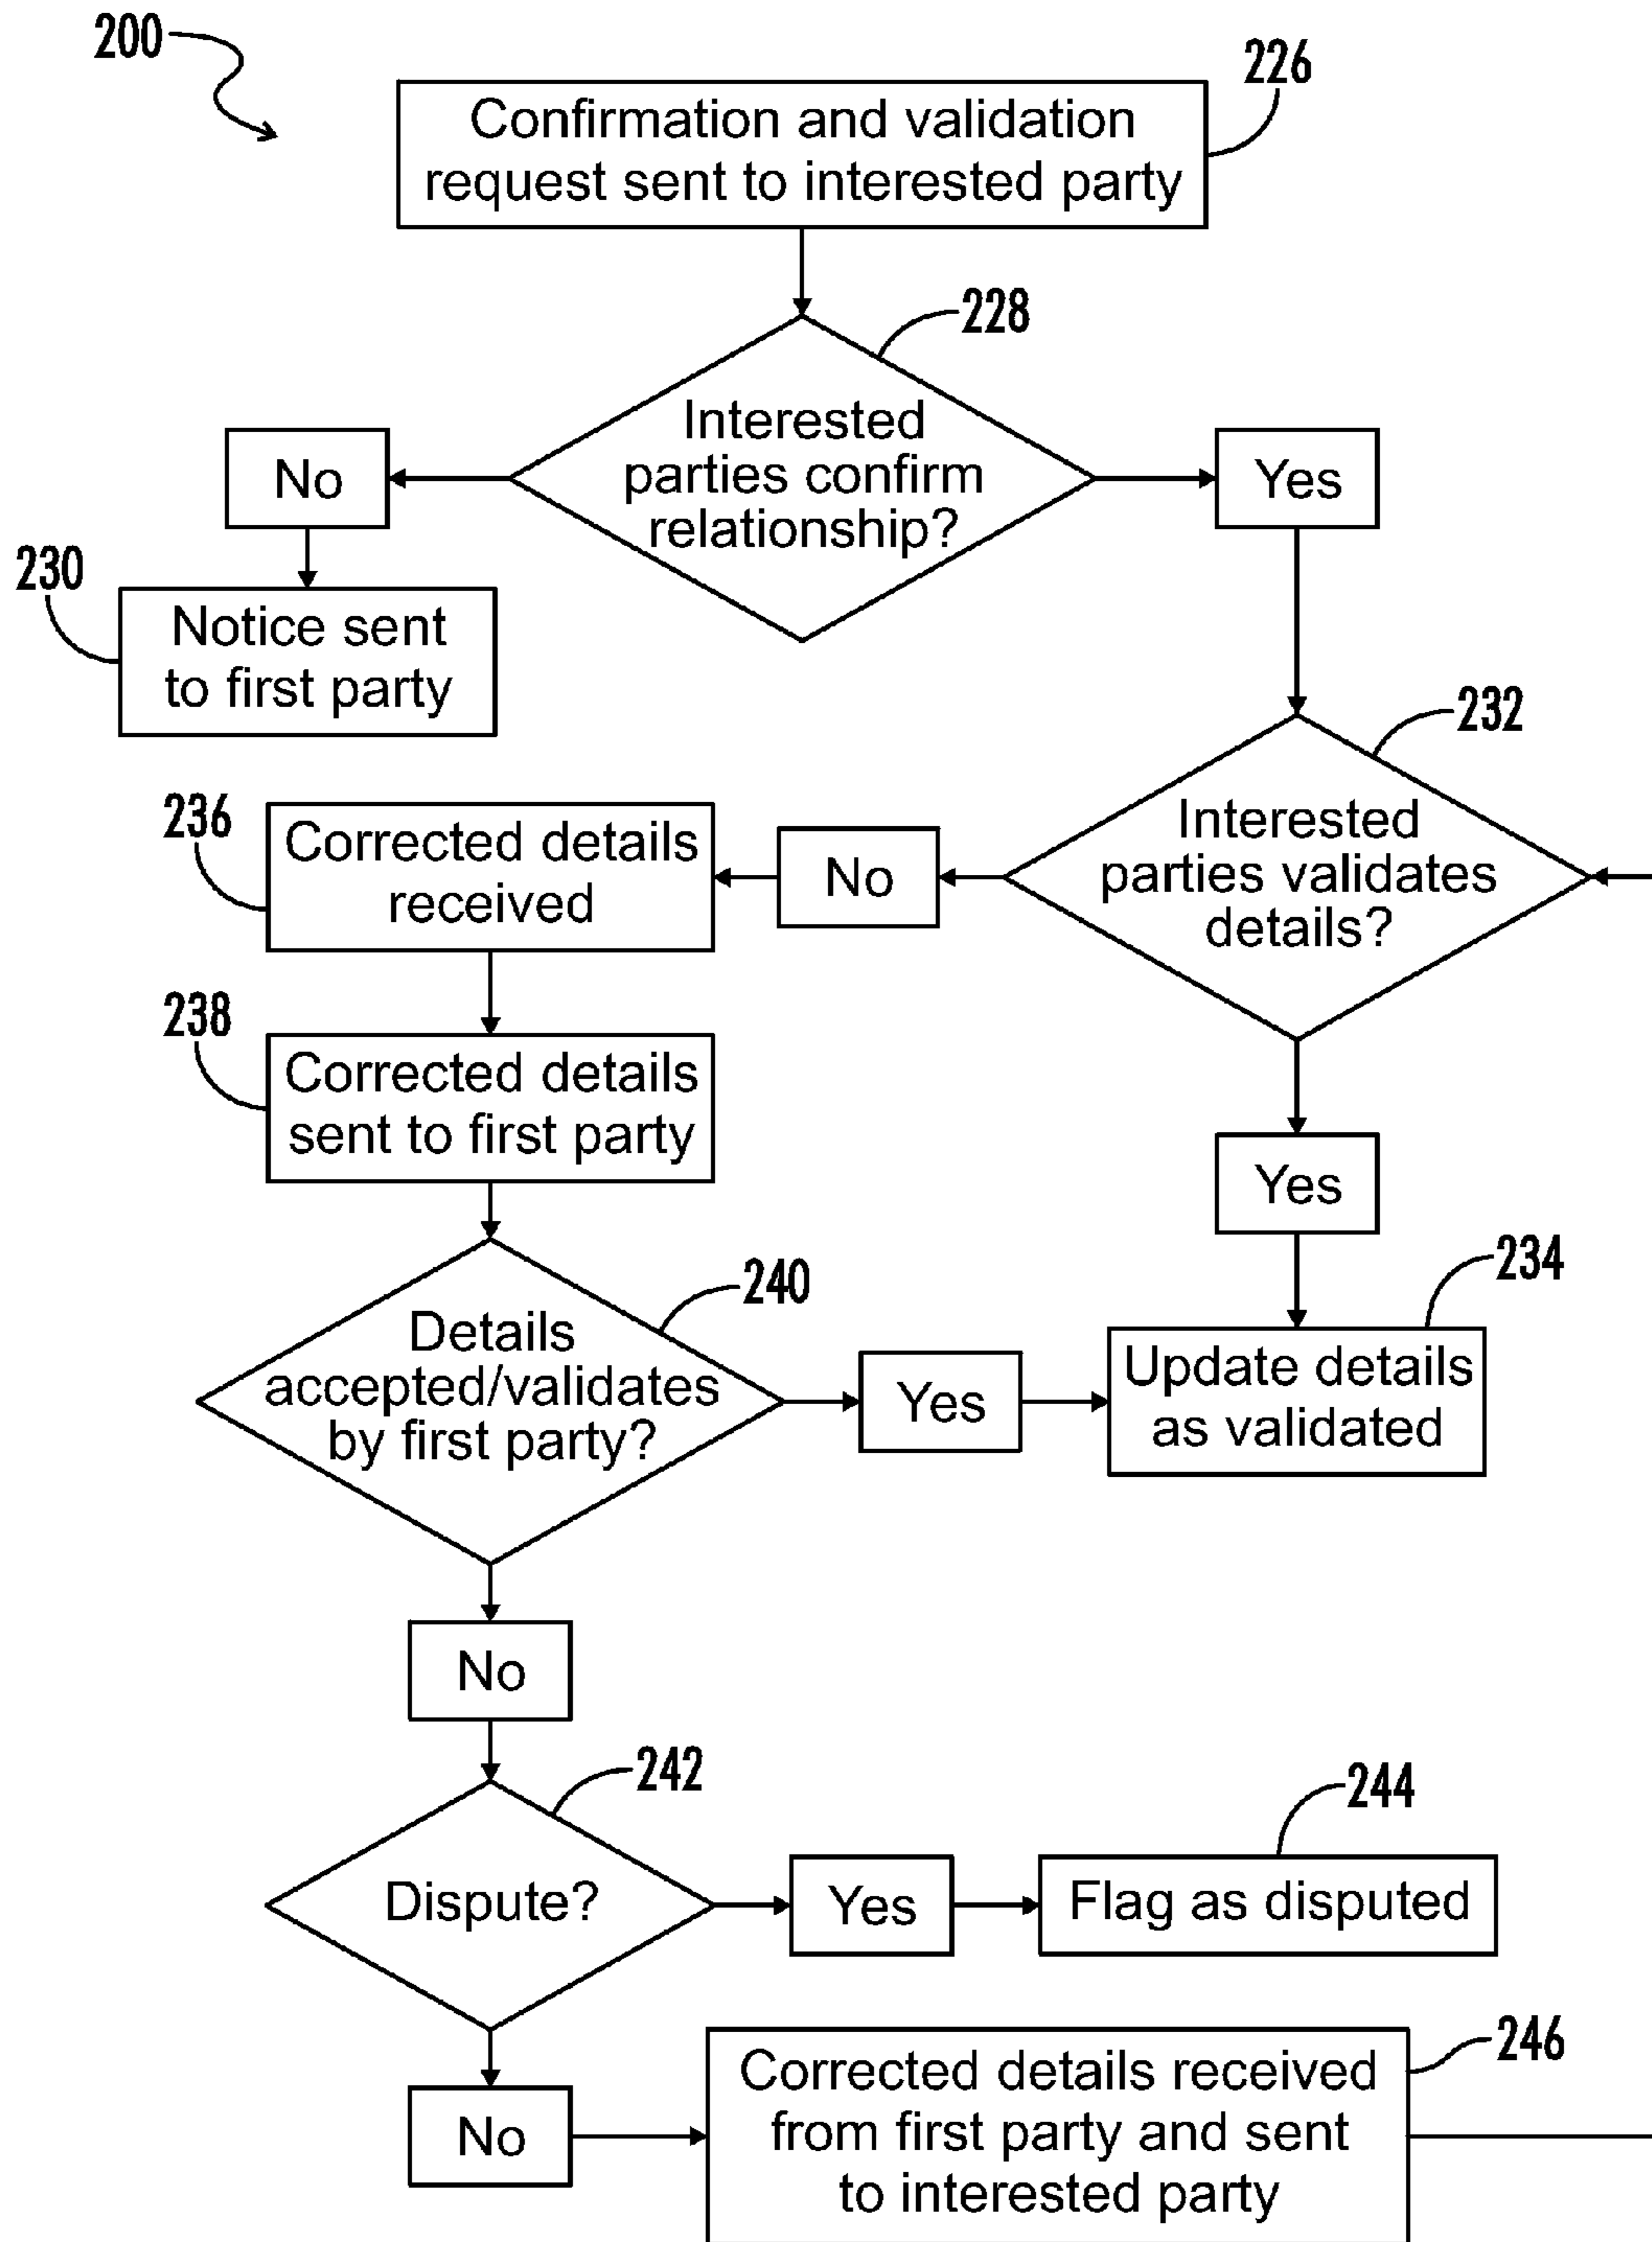 200
226
Confirmation and validation
request sent to interested party
228
Interested
parties confirm
relationship?
No
Yes
230
Notice sent
to first party
232
Interested
parties validates
details?
No
236
Corrected details
received
238
Corrected details
sent to first party
Yes
234
Update details
as validated
240
Details
accepted/validates
by first party?
Yes
No
242
Dispute?
Yes
244
Flag as disputed
No
246
Corrected details received
from first party and sent
to interested party